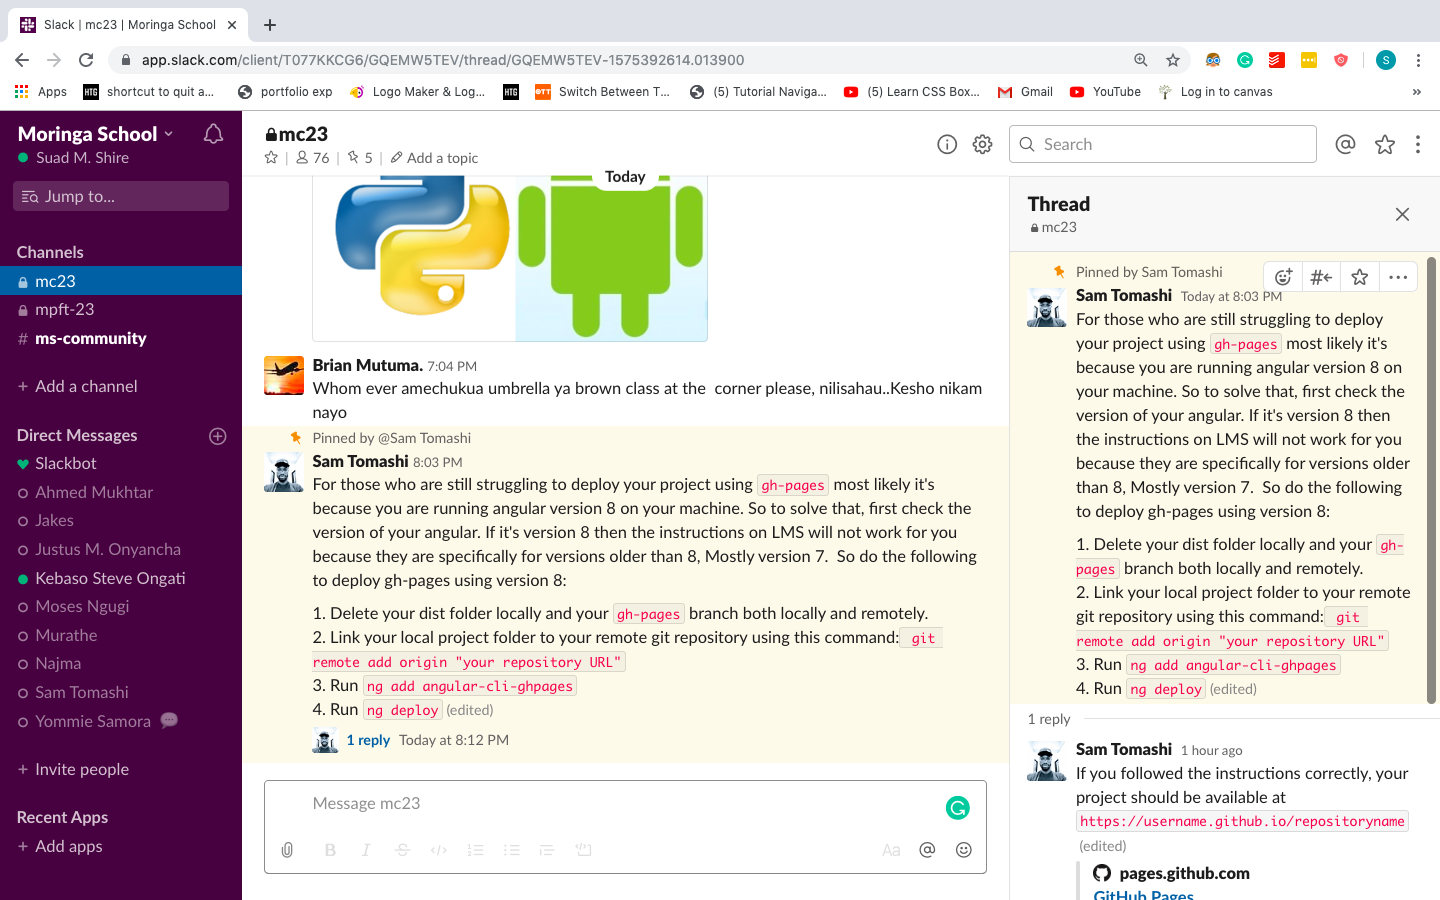 Slack | mc23 | Moringa School
app.slack.com/client/T077KKCG6/GQEMW5TEV/thread/GQEMW5TEV-1575392614.013900
S
Apps
HTG shortcut to quit a...
portfolio exp
Logo Maker & Log...
HTG
OTT Switch Between T...
(5) Tutorial Naviga...
(5) Learn CSS Box...
Gmail
YouTube
Log in to canvas
»
Moringa School
Suad M. Shire
Jump to...
Channels
mc23
mpft-23
# ms-community
+ Add a channel
Direct Messages
Slackbot
Ahmed Mukhtar
Jakes
Justus M. Onyancha
Kebaso Steve Ongati
Moses Ngugi
Murathe
Najma
Sam Tomashi
Yommie Samora
+ Invite people
Recent Apps
+ Add apps
mc23
76 | 5 | Add a topic
Search
Today
Brian Mutuma. 7:04 PM
Whom ever amechukua umbrella ya brown class at the  corner please, nilisahau..Kesho nikam
nayo
Pinned by @Sam Tomashi
Sam Tomashi 8:03 PM
For those who are still struggling to deploy your project using gh-pages most likely it's
because you are running angular version 8 on your machine. So to solve that, first check the
version of your angular. If it's version 8 then the instructions on LMS will not work for you
because they are specifically for versions older than 8, Mostly version 7.  So do the following
to deploy gh-pages using version 8:
1. Delete your dist folder locally and your gh-pages branch both locally and remotely.
2. Link your local project folder to your remote git repository using this command: git
remote add origin "your repository URL"
3. Run ng add angular-cli-ghpages
4. Run ng deploy (edited)
1 reply Today at 8:12 PM
Message mc23
B I S </> Aa @
Thread
mc23
Pinned by Sam Tomashi
Sam Tomashi Today at 8:03 PM
For those who are still struggling to deploy
your project using gh-pages most likely it's
because you are running angular version 8 on
your machine. So to solve that, first check the
version of your angular. If it's version 8 then
the instructions on LMS will not work for you
because they are specifically for versions older
than 8, Mostly version 7.  So do the following
to deploy gh-pages using version 8:
1. Delete your dist folder locally and your gh-
pages branch both locally and remotely.
2. Link your local project folder to your remote
git repository using this command: git
remote add origin "your repository URL"
3. Run ng add angular-cli-ghpages
4. Run ng deploy (edited)
1 reply
Sam Tomashi 1 hour ago
If you followed the instructions correctly, your
project should be available at
https://username.github.io/repositoryname
(edited)
pages.github.com
GitHub Pages